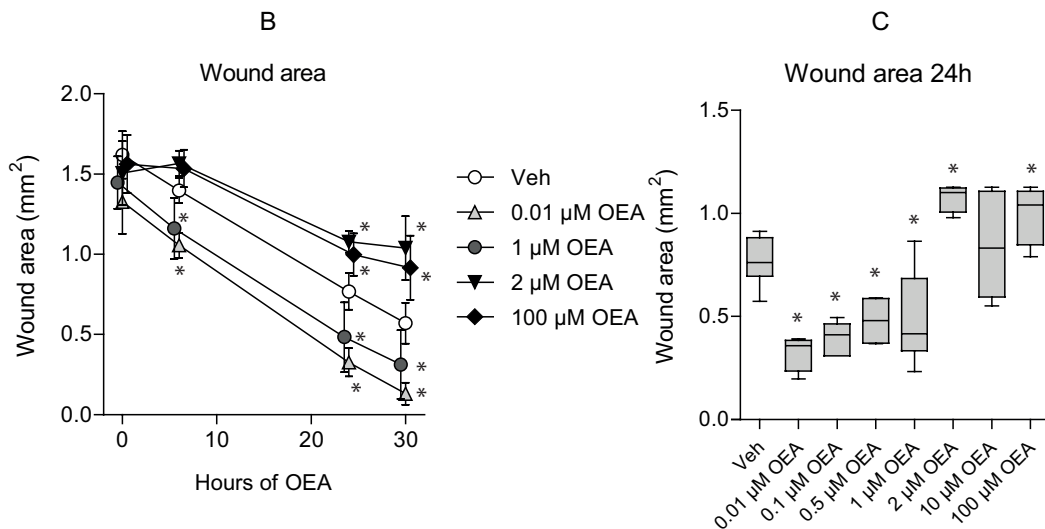 B
Wound area
Wound area (mm²)
2.0
1.5
1.0
0.5
0.0
0
10
20
30
Hours of OEA
*
*
*
*
*
*
*
*
*
*
Veh
0.01 µM OEA
1 µM OEA
2 µM OEA
100 µM OEA
C
Wound area 24h
Wound area (mm²)
1.5
1.0
0.5
0.0
*
*
*
*
*
*
Veh
0.01 µM OEA
0.1 µM OEA
0.5 µM OEA
1 µM OEA
2 µM OEA
10 µM OEA
100 µM OEA